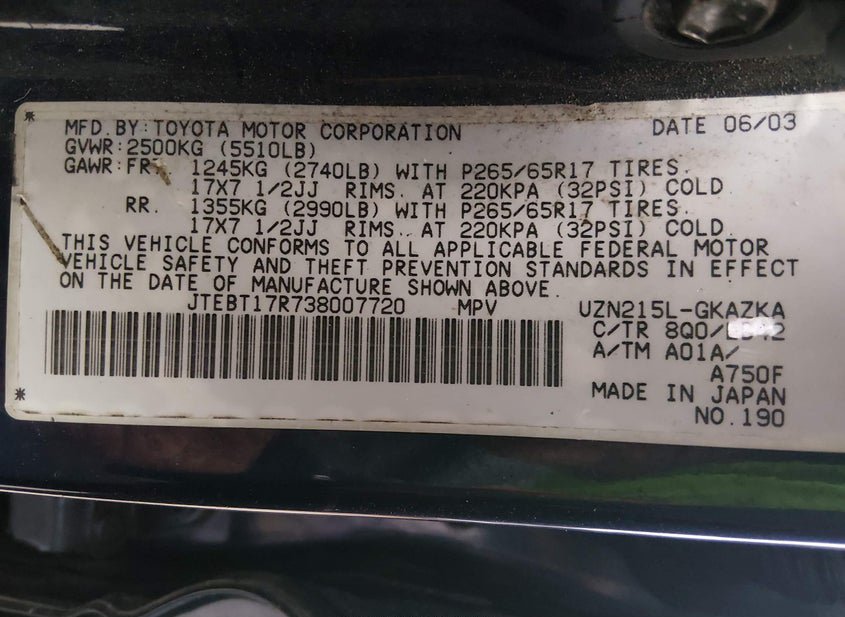 MFD. BY: TOYOTA MOTOR CORPORATION DATE 06/03
GVWR: 2500KG (5510LB)
GAWR: FR. 1245KG (2740LB) WITH P265/65R17 TIRES.
17X7 1/2JJ RIMS. AT 220KPA (32PSI) COLD
RR. 1355KG (2990LB) WITH P265/65R17 TIRES.
17X7 1/2JJ RIMS. AT 220KPA (32PSI) COLD.
THIS VEHICLE CONFORMS TO ALL APPLICABLE FEDERAL MOTOR
VEHICLE SAFETY AND THEFT PREVENTION STANDARDS IN EFFECT
ON THE DATE OF MANUFACTURE SHOWN ABOVE.
JTEBT17R738007720 MPV UZN215L-GKAZKA
C/TR 8Q0/
A/TM A01A/
A750F
MADE IN JAPAN
NO. 190